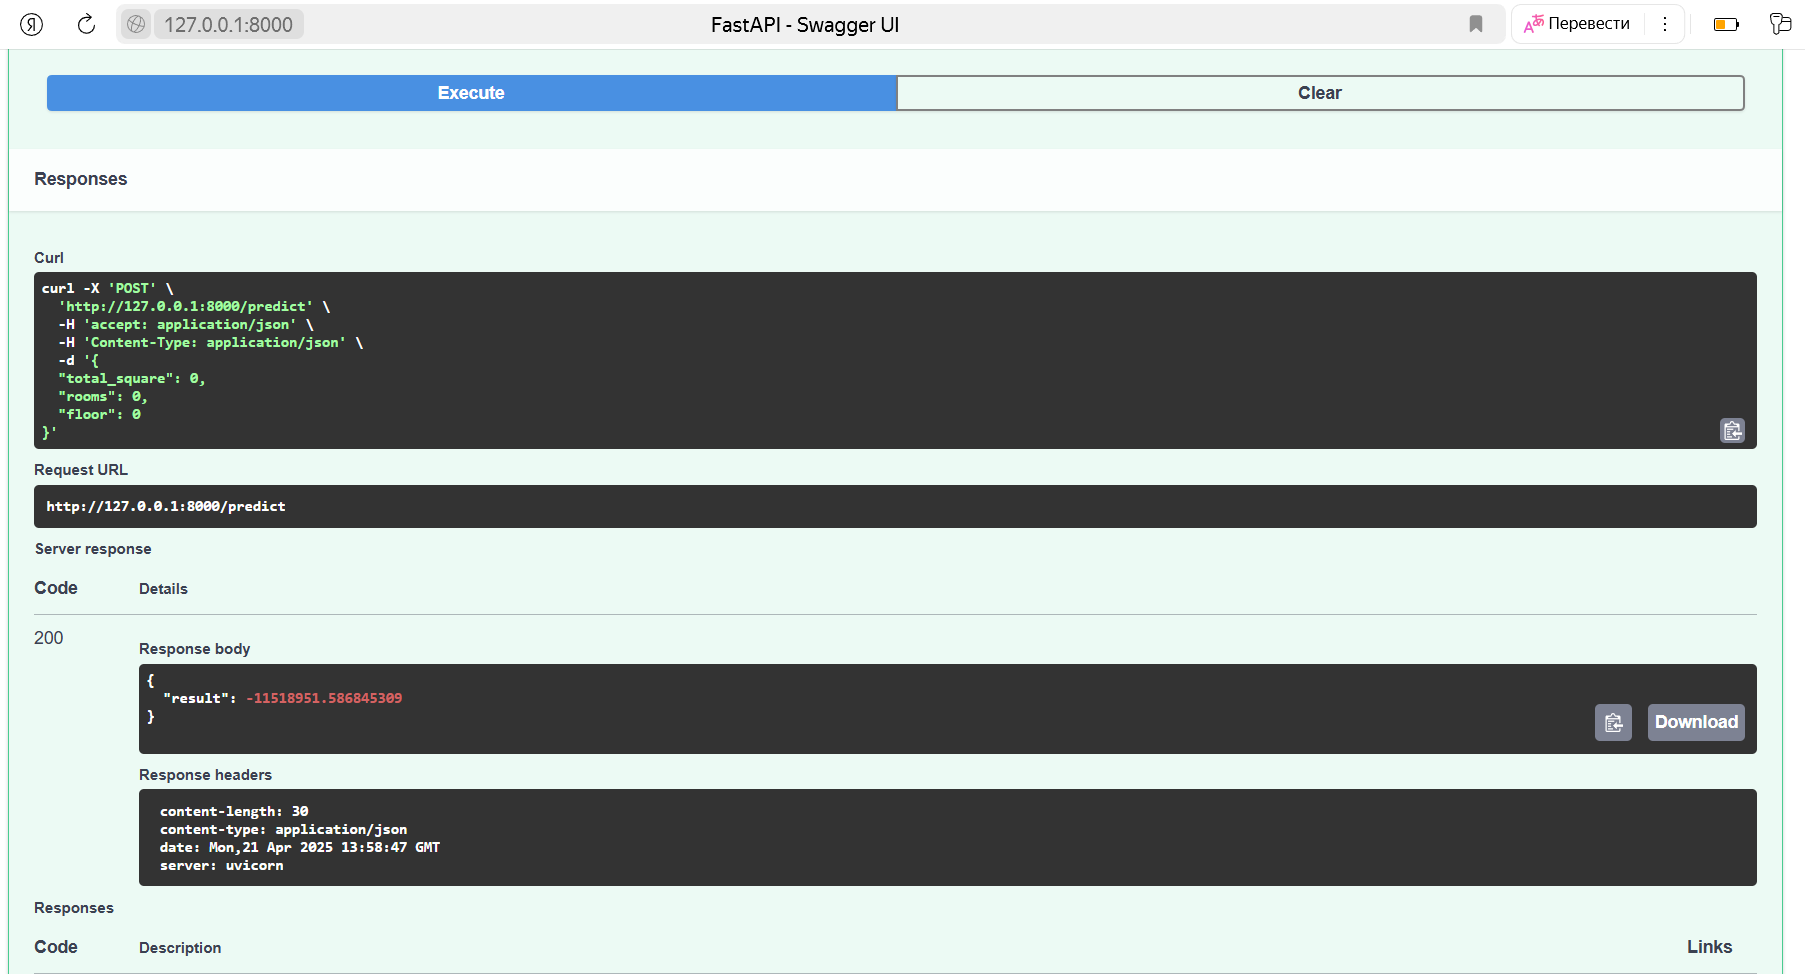 Я 127.0.0.1:8000 FastAPI - Swagger UI Перевести
Execute Clear
Responses
Curl
curl -X 'POST' \
'http://127.0.0.1:8000/predict' \
-H 'accept: application/json' \
-H 'Content-Type: application/json' \
-d '{
"total_square": 0,
"rooms": 0,
"floor": 0
}'
Request URL
http://127.0.0.1:8000/predict
Server response
Code Details
200
Response body
{
"result": -11518951.586845309
}
Download
Response headers
content-length: 30
content-type: application/json
date: Mon,21 Apr 2025 13:58:47 GMT
server: uvicorn
Responses
Code Description Links